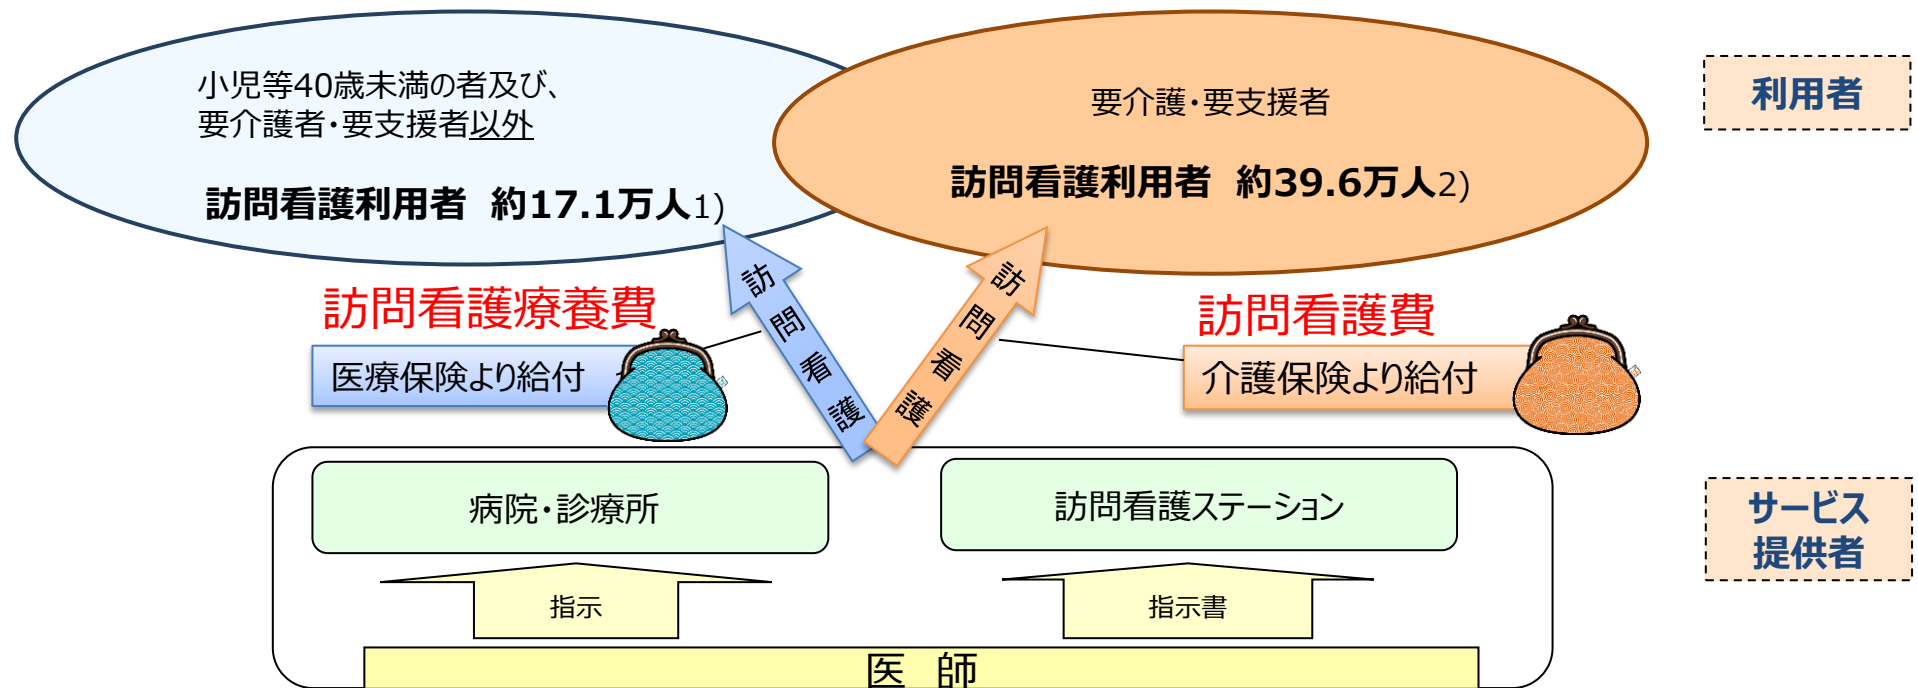 小児等40歳未満の者及び、
要介護者・要支援者以外
訪問看護利用者 約17.1万人1)
要介護・要支援者
訪問看護利用者 約39.6万人2)
利用者
訪問看護療養費
医療保険より給付
訪問看護
訪問看護
訪問看護費
介護保険より給付
病院・診療所
訪問看護ステーション
サービス
提供者
指示
指示書
医 師